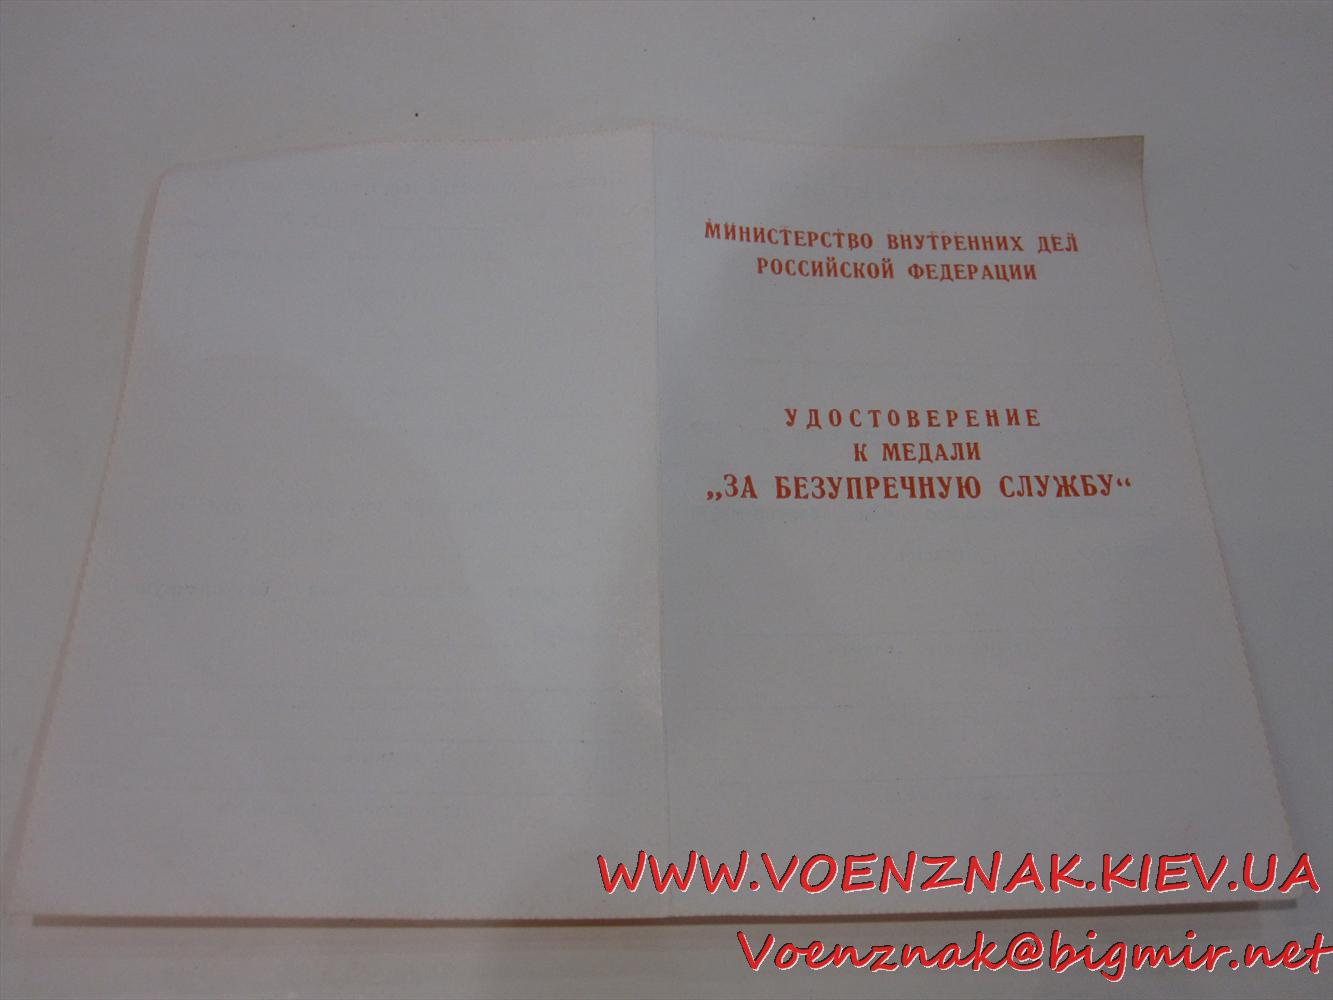 МИНИСТЕРСТВО ВНУТРЕННИХ ДЕЛ
РОССИЙСКОЙ ФЕДЕРАЦИИ
УДОСТОВЕРЕНИЕ
К МЕДАЛИ
„ЗА БЕЗУПРЕЧНУЮ СЛУЖБУ“
WWW.VOENZNAK.KIEV.UA
Voenznak@bigmir.net